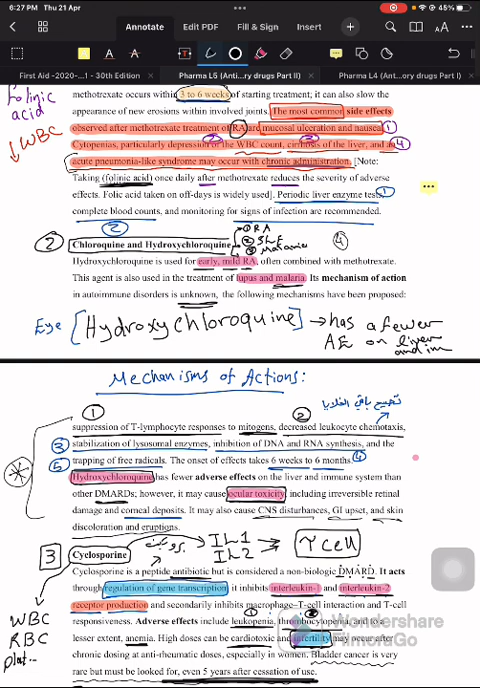 6:27 PM Thu 21 Apr
45%
Annotate Edit PDF Fill & Sign Insert
First Aid -2020-...1 - 30th Edition
Pharma L5 (Anti...ory drugs Part II)
Pharma L4 (Anti...ory drugs Part I)
methotrexate occurs within 3 to 6 weeks of starting treatment; it can also slow the
Folinic
acid
appearance of new erosions within involved joints. The most common side effects
observed after methotrexate treatment of RA are mucosal ulceration and nausea. 1
↓ WBC
Cytopenias, particularly depression of the WBC count, cirrhosis of the liver, and an
acute pneumonia-like syndrome may occur with chronic administration. [Note:
Taking (folinic acid) once daily after methotrexate reduces the severity of adverse
effects. Folic acid taken on off-days is widely used]. Periodic liver enzyme tests,
complete blood counts, and monitoring for signs of infection are recommended.
2
① RA
② Chloroquine and Hydroxychloroquine ② SLE ④
③ Malaria
Hydroxychloroquine is used for early, mild RA, often combined with methotrexate.
This agent is also used in the treatment of lupus and malaria. Its mechanism of action
in autoimmune disorders is unknown, the following mechanisms have been proposed:
Eye [Hydroxychloroquine] → has a fewer
AE on liver
and im
Mechanisms of Actions:
① ②
suppression of T-lymphocyte responses to mitogens, decreased leukocyte chemotaxis,
③ stabilization of lysosomal enzymes, inhibition of DNA and RNA synthesis, and the
⑤ trapping of free radicals. The onset of effects takes 6 weeks to 6 months. ④
Hydroxychloroquine has fewer adverse effects on the liver and immune system than
other DMARDs; however, it may cause ocular toxicity, including irreversible retinal
damage and corneal deposits. It may also cause CNS disturbances, GI upset, and skin
discoloration and eruptions.
IL1
3 Cyclosporine IL2 → T cell
Cyclosporine is a peptide antibiotic but is considered a non-biologic DMARD. It acts
through regulation of gene transcription it inhibits interleukin-1 and interleukin-2
receptor production and secondarily inhibits macrophage–T-cell interaction and T-cell
WBC
RBC
plat..
responsiveness. Adverse effects include leukopenia, thrombocytopenia, and to a
lesser extent, anemia. High doses can be cardiotoxic and infertility may occur after
chronic dosing at anti-rheumatic doses, especially in women. Bladder cancer is very
rare but must be looked for, even 5 years after cessation of use.
Wondershare
FilmoraGo